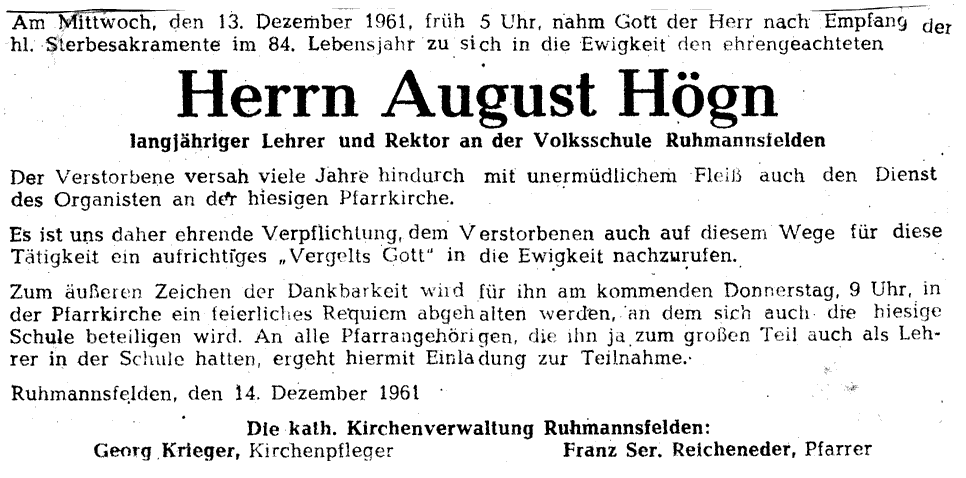 Am Mittwoch, den 13. Dezember 1961, früh 5 Uhr, nahm Gott der Herr nach Empfang der
hl. Sterbesakramente im 84. Lebensjahr zu sich in die Ewigkeit den ehrengeachteten
Herrn August Högn
langjähriger Lehrer und Rektor an der Volksschule Ruhmannsfelden
Der Verstorbene versah viele Jahre hindurch mit unermüdlichem Fleiß auch den Dienst
des Organisten an der hiesigen Pfarrkirche.
Es ist uns daher ehrende Verpflichtung, dem Verstorbenen auch auf diesem Wege für diese
Tätigkeit ein aufrichtiges „Vergelts Gott" in die Ewigkeit nachzurufen.
Zum äußeren Zeichen der Dankbarkeit wird für ihn am kommenden Donnerstag, 9 Uhr, in
der Pfarrkirche ein feierliches Requiem abgehalten werden, an dem sich auch die hiesige
Schule beteiligen wird. An alle Pfarrangehörigen, die ihn ja zum großen Teil auch als Leh-
rer in der Schule hatten, ergeht hiermit Einladung zur Teilnahme.
Ruhmannsfelden, den 14. Dezember 1961
Die kath. Kirchenverwaltung Ruhmannsfelden:
Georg Krieger, Kirchenpfleger Franz Ser. Reicheneder, Pfarrer